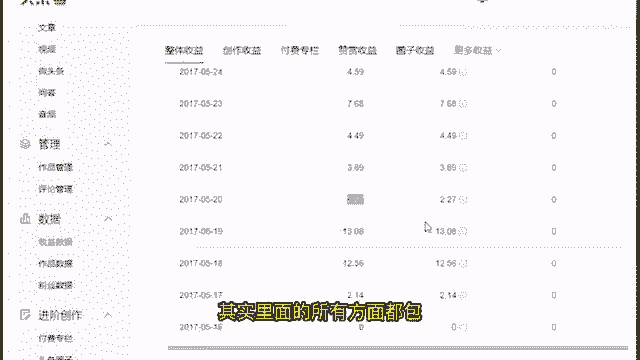 头条号
文章
视频
微头条
问答
音频
管理
作品管理
评论管理
数据
收益数据
作品数据
粉丝数据
进阶创作
付费专栏
整体收益 创作收益 付费专栏 赞赏收益 圈子收益 更多收益
2017-05-24 4.59 4.59 0
2017-05-23 7.68 7.68 0
2017-05-22 4.49 4.49 0
2017-05-21 3.89 3.89 0
2017-05-20 2.27 0
2017-05-19 13.08 13.08 0
2017-05-18 12.56 12.56 0
2017-05-17 2.14 2.14 0
2017-05-16 0 0 0
其实里面的所有方面都包